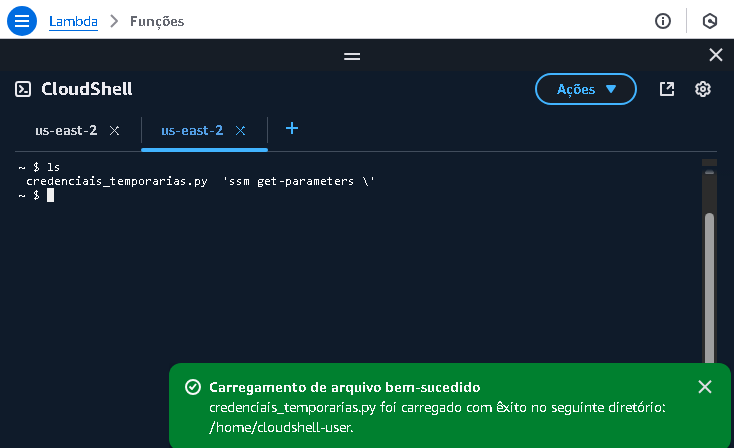 Lambda > Funções
CloudShell
Ações
us-east-2
us-east-2
~ $ ls
credenciais_temporarias.py  'ssm get-parameters \'
~ $
Carregamento de arquivo bem-sucedido
credenciais_temporarias.py foi carregado com êxito no seguinte diretório:
/home/cloudshell-user.